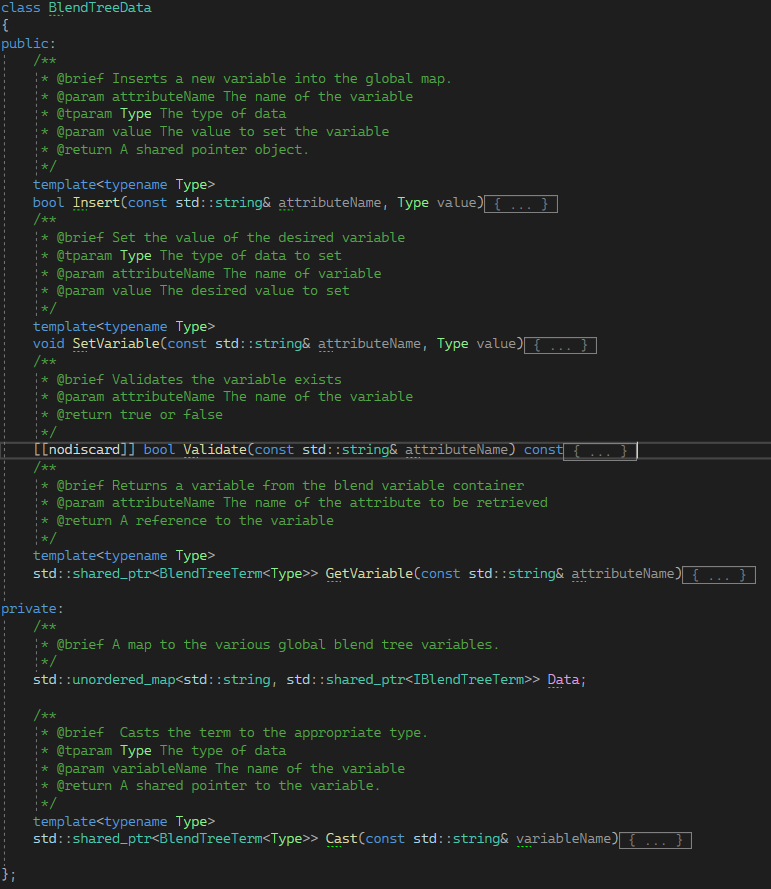 class BlendTreeData
{
public:
/**
* @brief Inserts a new variable into the global map.
* @param attributeName The name of the variable
* @tparam Type The type of data
* @tparam value The value to set the variable
* @return A shared pointer object.
*/
template<typename Type>
bool Insert(const std::string& attributeName, Type value){ ... }
/**
* @brief Set the value of the desired variable
* @tparam Type The type of data to set
* @param attributeName The name of variable
* @param value The desired value to set
*/
template<typename Type>
void SetVariable(const std::string& attributeName, Type value){ ... }
/**
* @brief Validates the variable exists
* @param attributeName The name of the variable
* @return true or false
*/
[[nodiscard]] bool Validate(const std::string& attributeName) const{ ... }
/**
* @brief Returns a variable from the blend variable container
* @param attributeName The name of the attribute to be retrieved
* @return A reference to the variable
*/
template<typename Type>
std::shared_ptr<BlendTreeTerm<Type>> GetVariable(const std::string& attributeName){ ... }
private:
/**
* @brief A map to the various global blend tree variables.
*/
std::unordered_map<std::string, std::shared_ptr<IBlendTreeTerm>> Data;
/**
* @brief  Casts the term to the appropriate type.
* @tparam Type The type of data
* @param variableName The name of the variable
* @return A shared pointer to the variable.
*/
template<typename Type>
std::shared_ptr<BlendTreeTerm<Type>> Cast(const std::string& variableName){ ... }
};